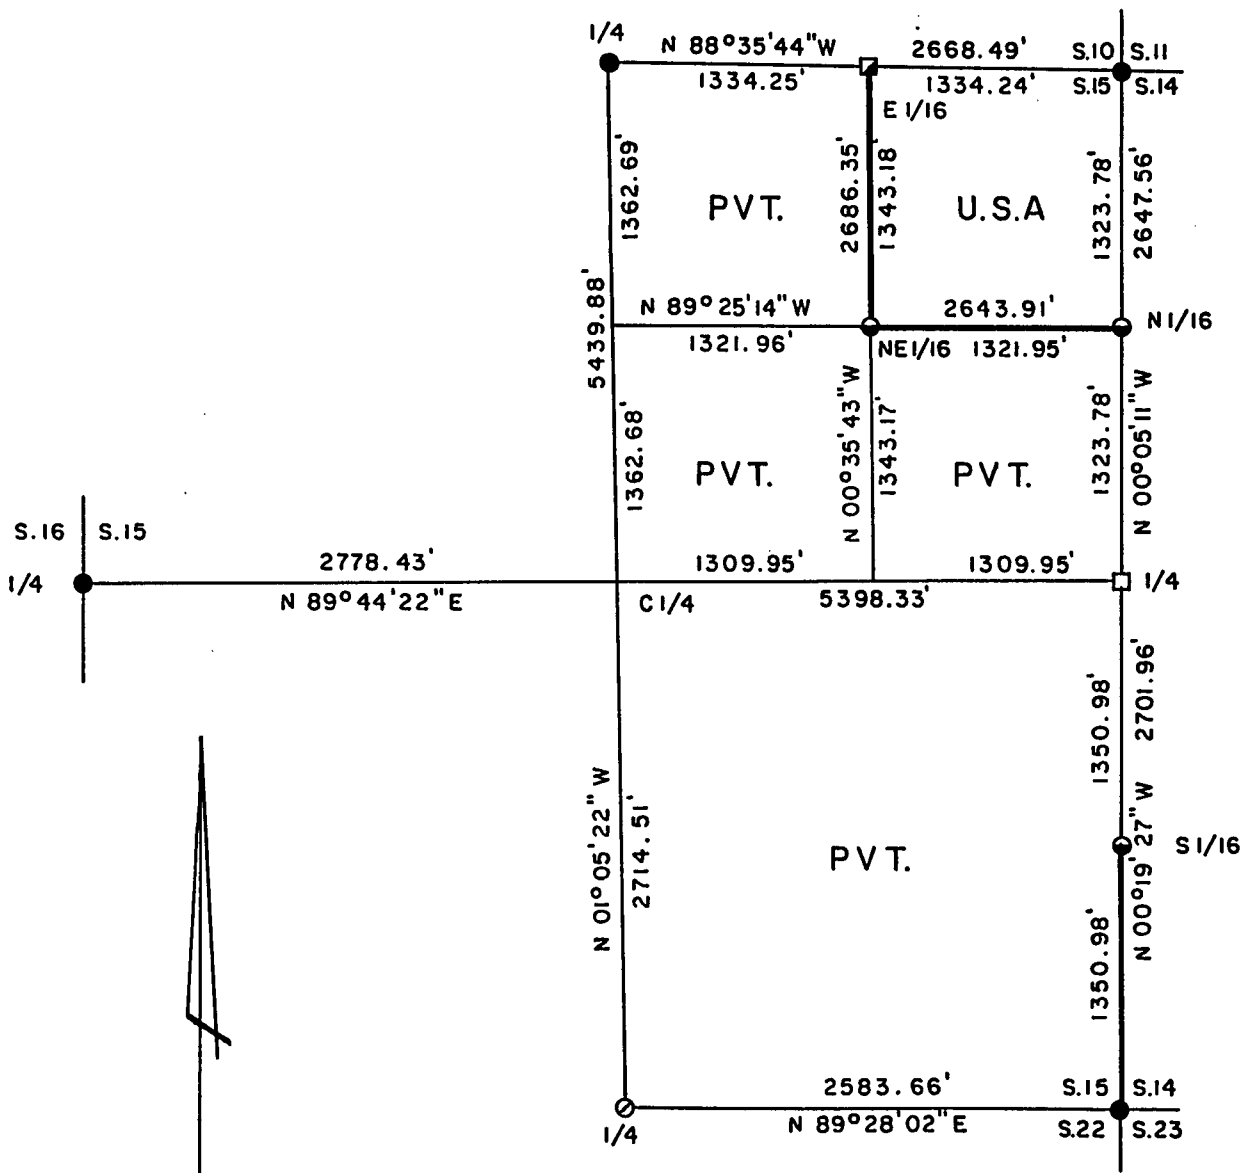 1/4
N 88°35'44"W
2668.49'
S.10 S.11
1334.25'
1334.24'
S.15 S.14
E 1/16
1362.69'
PVT.
2686.35'
1343.18
U.S.A
1323.78'
2647.56'
5439.88'
N 89°25'14"W
2643.91'
N 1/16
1321.96'
NE 1/16
1321.95'
1362.68'
PVT.
N 00°35'43"W
1343.17'
PVT.
1323.78'
N 00°05'11"W
S.16 S.15
2778.43'
1309.95'
1309.95'
1/4
1/4
N 89°44'22"E
C 1/4
5398.33'
1350.98'
2701.96'
N 01°05'22"W
2714.51'
PVT.
N 00°19'27"W
S 1/16
1350.98'
2583.66'
S.15 S.14
1/4
N 89°28'02"E
S.22 S.23